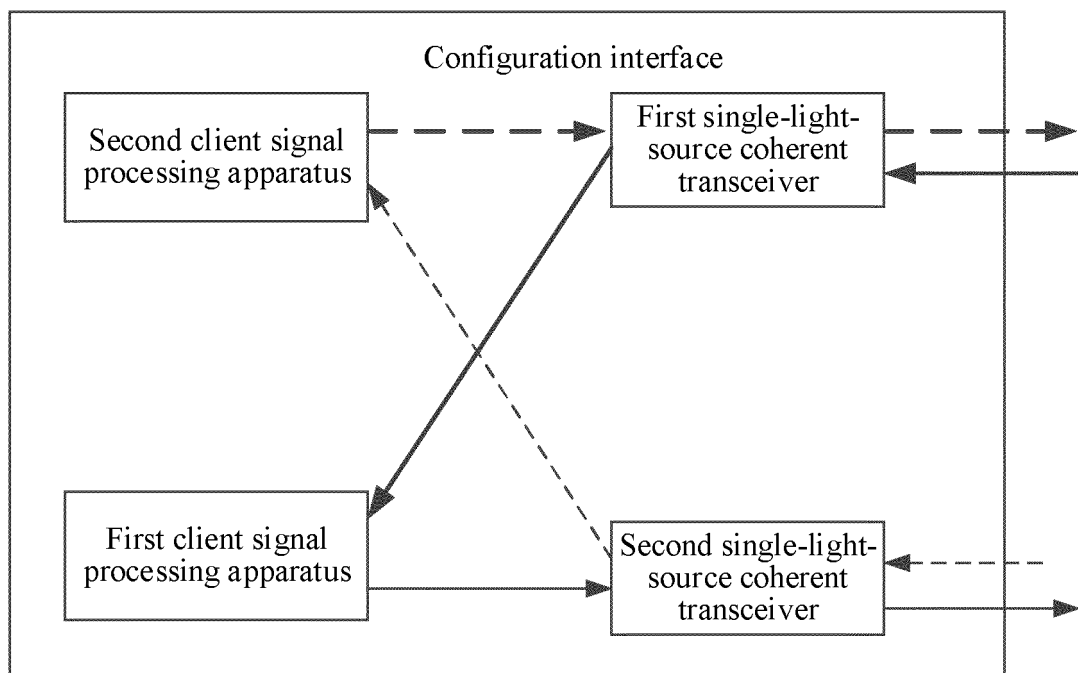 Configuration interface
Second client signal
processing apparatus
First single-light-
source coherent
transceiver
First client signal
processing apparatus
Second single-light-
source coherent
transceiver